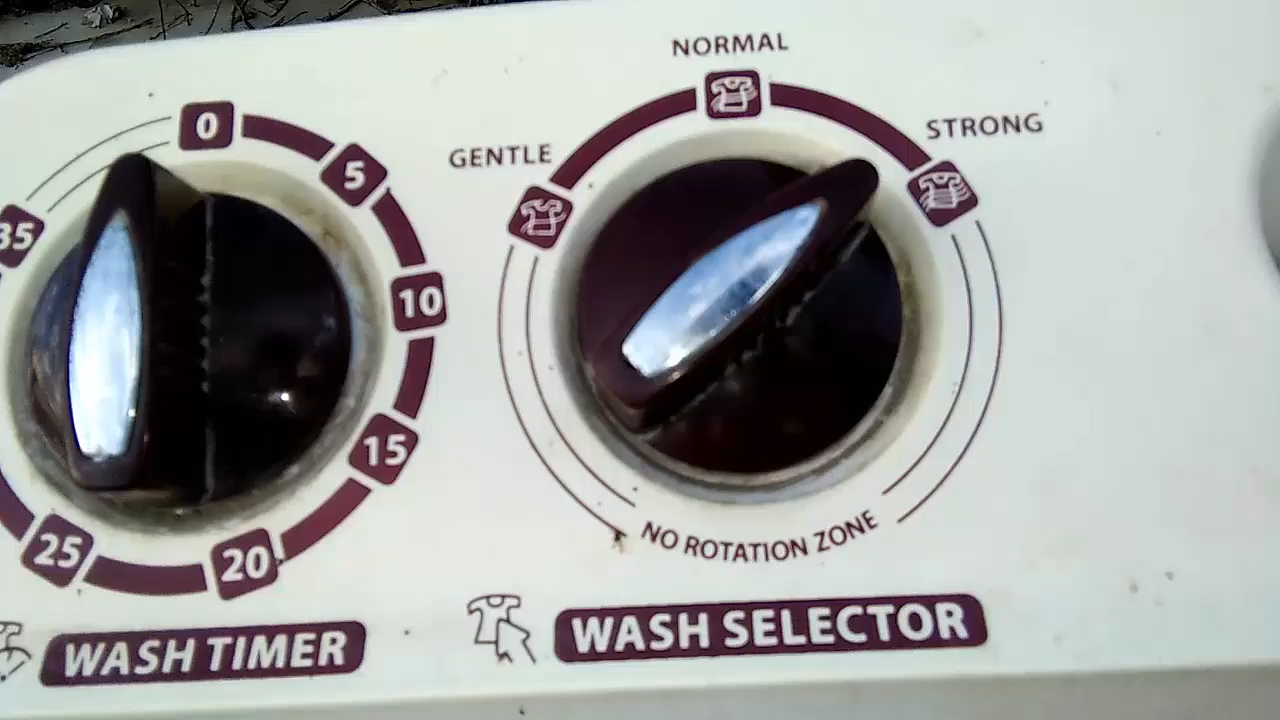 NORMAL
GENTLE
STRONG
0
5
10
15
20
25
35
NO ROTATION ZONE
WASH TIMER
WASH SELECTOR